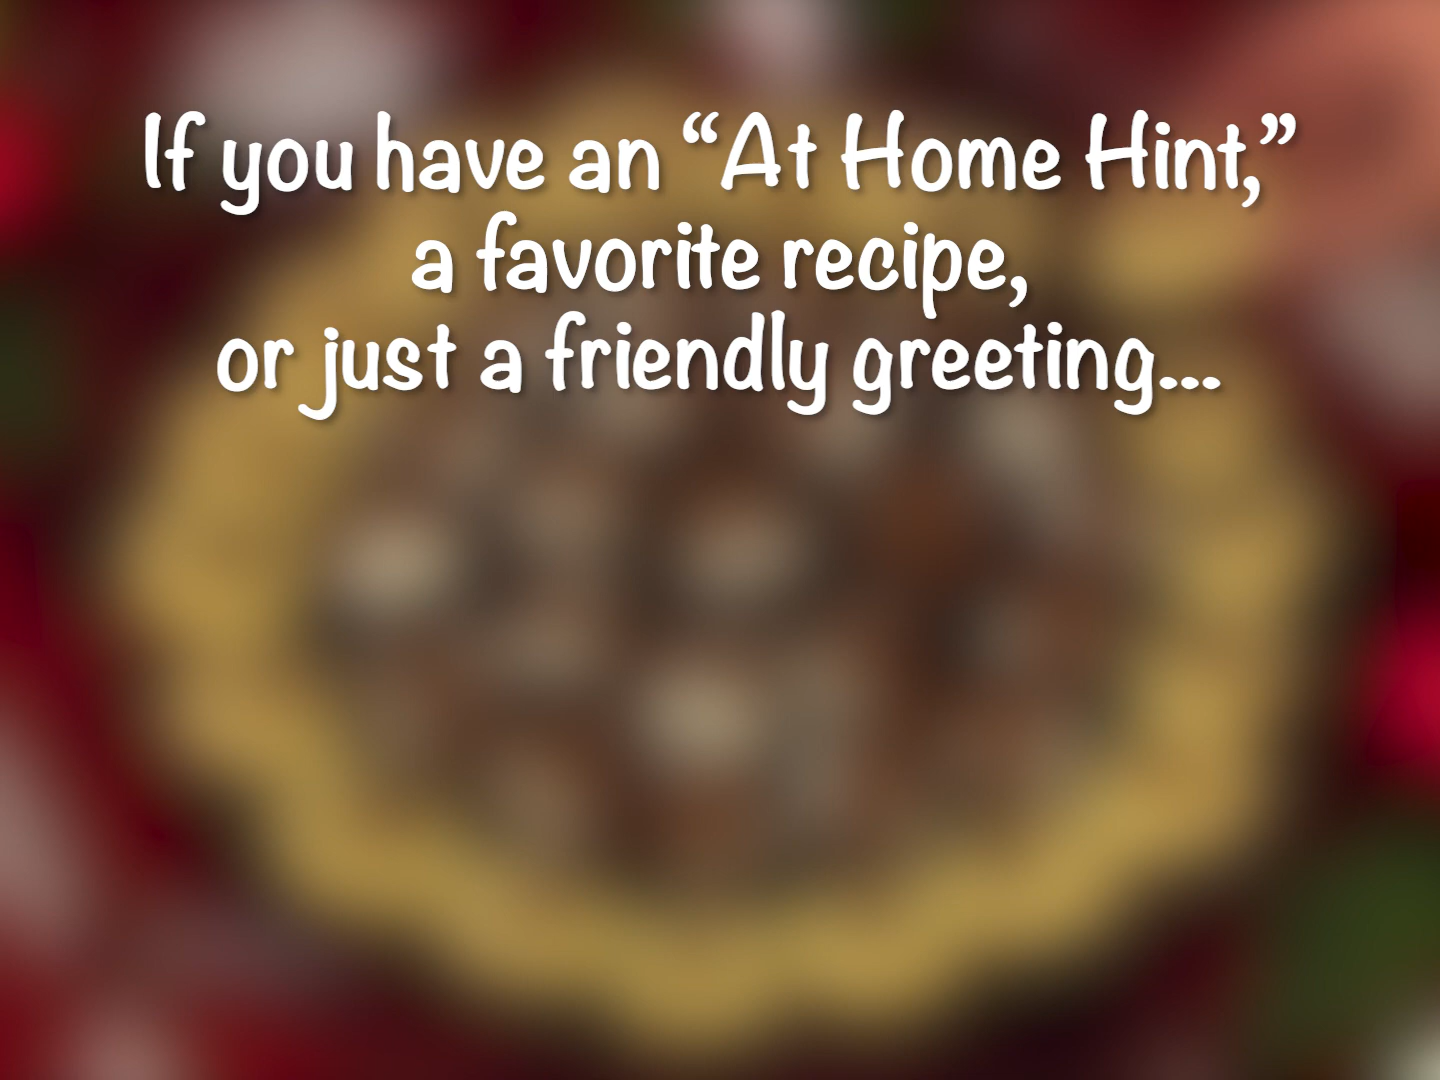 If you have an “At Home Hint,”
a favorite recipe,
or just a friendly greeting...